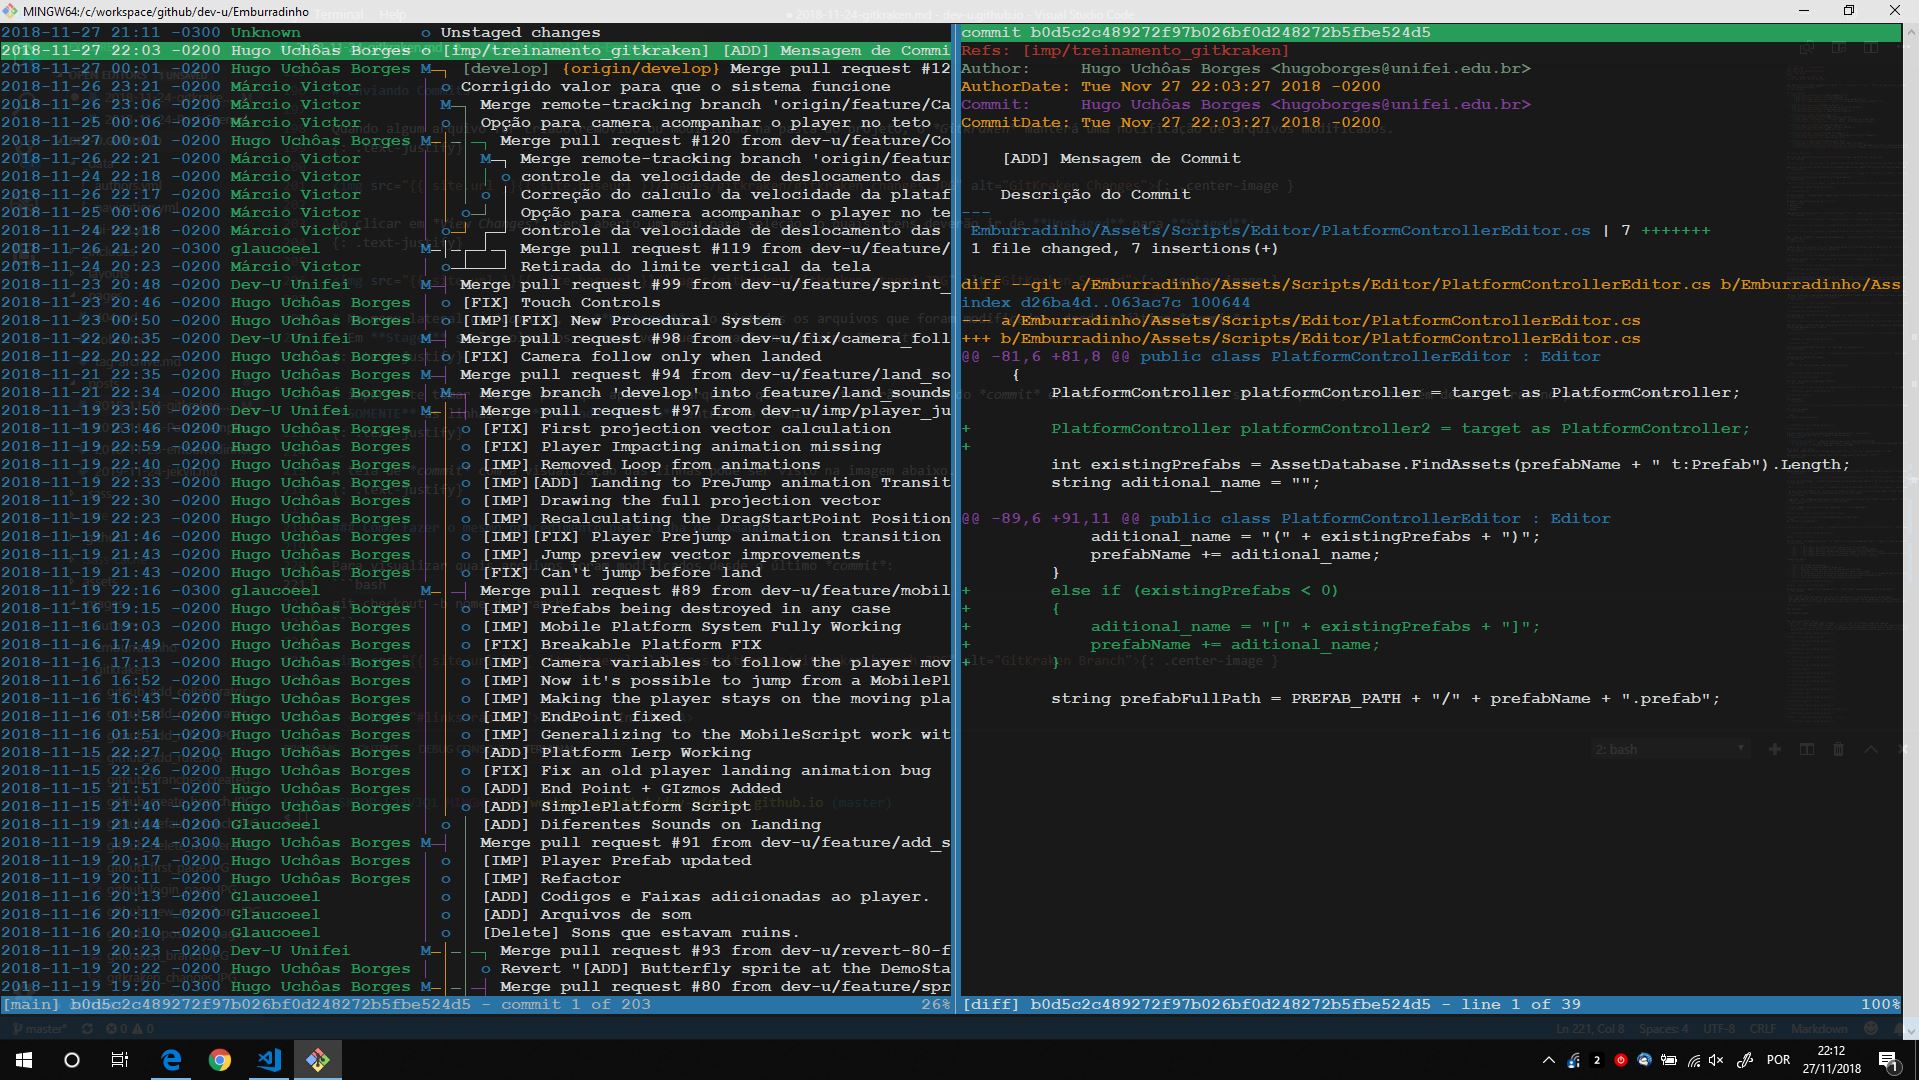 MINGW64:/c/workspace/github/dev-u/Emburradinho
2018-11-27 21:11 -0300 Unknown o Unstaged changes
2018-11-27 22:03 -0200 Hugo Uchôas Borges o [imp/treinamento_gitkraken] [ADD] Mensagem de Commi
2018-11-27 00:01 -0200 Hugo Uchôas Borges M [develop] {origin/develop} Merge pull request #12
2018-11-26 23:21 -0200 Márcio Victor o Corrigido valor para que o sistema funcione
2018-11-26 23:06 -0200 Márcio Victor M Merge remote-tracking branch 'origin/feature/Ca
2018-11-25 00:06 -0200 Márcio Victor o Opção para camera acompanhar o player no teto
2018-11-27 00:01 -0200 Hugo Uchôas Borges M Merge pull request #120 from dev-u/feature/Co
2018-11-26 22:21 -0200 Márcio Victor M Merge remote-tracking branch 'origin/featur
2018-11-24 22:18 -0200 Márcio Victor o controle da velocidade de deslocamento das
2018-11-26 22:17 -0200 Márcio Victor o Correção do calculo da velocidade da plataf
2018-11-25 00:06 -0200 Márcio Victor o Opção para camera acompanhar o player no te
2018-11-24 22:18 -0200 Márcio Victor o controle da velocidade de deslocamento das
2018-11-26 21:20 -0300 glaucoeel M Merge pull request #119 from dev-u/feature/
2018-11-24 20:23 -0200 Márcio Victor o Retirada do limite vertical da tela
2018-11-23 20:48 -0200 Dev-U Unifei M Merge pull request #99 from dev-u/feature/sprint_
2018-11-23 20:46 -0200 Hugo Uchôas Borges o [FIX] Touch Controls
2018-11-23 00:50 -0200 Hugo Uchôas Borges o [IMP][FIX] New Procedural System
2018-11-22 20:35 -0200 Dev-U Unifei M Merge pull request #98 from dev-u/fix/camera_foll
2018-11-22 20:22 -0200 Hugo Uchôas Borges o [FIX] Camera follow only when landed
2018-11-21 22:35 -0200 Hugo Uchôas Borges M Merge pull request #94 from dev-u/feature/land_so
2018-11-21 22:34 -0200 Hugo Uchôas Borges M Merge branch 'develop' into feature/land_sounds
2018-11-19 23:50 -0200 Dev-U Unifei M Merge pull request #97 from dev-u/imp/player_ju
2018-11-19 23:46 -0200 Hugo Uchôas Borges o [FIX] First projection vector calculation
2018-11-19 22:59 -0200 Hugo Uchôas Borges o [FIX] Player Impacting animation missing
2018-11-19 22:40 -0200 Hugo Uchôas Borges o [IMP] Removed Loop from animations
2018-11-19 22:33 -0200 Hugo Uchôas Borges o [IMP][ADD] Landing to PreJump animation Transit
2018-11-19 22:30 -0200 Hugo Uchôas Borges o [IMP] Drawing the full projection vector
2018-11-19 22:23 -0200 Hugo Uchôas Borges o [IMP] Recalculating the DragStartPoint Position
2018-11-19 21:46 -0200 Hugo Uchôas Borges o [IMP][FIX] Player Prejump animation transition
2018-11-19 21:43 -0200 Hugo Uchôas Borges o [IMP] Jump preview vector improvements
2018-11-19 21:43 -0200 Hugo Uchôas Borges o [FIX] Can't jump before land
2018-11-19 22:16 -0300 glaucoeel M Merge pull request #89 from dev-u/feature/mobil
2018-11-19 19:15 -0200 Hugo Uchôas Borges o [IMP] Prefabs being destroyed in any case
2018-11-19 19:03 -0200 Hugo Uchôas Borges o [IMP] Mobile Platform System Fully Working
2018-11-16 17:49 -0200 Hugo Uchôas Borges o [FIX] Breakable Platform FIX
2018-11-16 17:13 -0200 Hugo Uchôas Borges o [IMP] Camera variables to follow the player mov
2018-11-16 16:52 -0200 Hugo Uchôas Borges o [IMP] Now it's possible to jump from a MobilePl
2018-11-16 16:43 -0200 Hugo Uchôas Borges o [IMP] Making the player stays on the moving pla
2018-11-16 01:58 -0200 Hugo Uchôas Borges o [IMP] EndPoint fixed
2018-11-16 01:51 -0200 Hugo Uchôas Borges o [IMP] Generalizing to the MobileScript work wit
2018-11-15 22:27 -0200 Hugo Uchôas Borges o [ADD] Platform Lerp Working
2018-11-15 22:26 -0200 Hugo Uchôas Borges o [FIX] Fix an old player landing animation bug
2018-11-15 21:51 -0200 Hugo Uchôas Borges o [ADD] End Point + GIzmos Added
2018-11-15 21:40 -0200 Hugo Uchôas Borges o [ADD] SimplePlatform Script
2018-11-19 21:44 -0200 Glaucoeel o [ADD] Diferentes Sounds on Landing
2018-11-19 19:24 -0300 Hugo Uchôas Borges M Merge pull request #91 from dev-u/feature/add_s
2018-11-19 20:17 -0200 Hugo Uchôas Borges o [IMP] Player Prefab updated
2018-11-19 20:11 -0200 Hugo Uchôas Borges o [IMP] Refactor
2018-11-16 20:13 -0200 Glaucoeel o [ADD] Codigos e Faixas adicionadas ao player.
2018-11-16 20:11 -0200 Glaucoeel o [ADD] Arquivos de som
2018-11-16 20:10 -0200 Glaucoeel o [Delete] Sons que estavam ruins.
2018-11-19 20:23 -0200 Dev-U Unifei M Merge pull request #93 from dev-u/revert-80-f
2018-11-19 20:22 -0200 Hugo Uchôas Borges o Revert "[ADD] Butterfly sprite at the DemoSta
2018-11-19 19:20 -0300 Hugo Uchôas Borges M Merge pull request #80 from dev-u/feature/spr
[main] b0d5c2c489272f97b026bf0d248272b5fbe524d5 - commit 1 of 203 26%
commit b0d5c2c489272f97b026bf0d248272b5fbe524d5
Refs: [imp/treinamento_gitkraken]
Author: Hugo Uchôas Borges <hugoborges@unifei.edu.br>
AuthorDate: Tue Nov 27 22:03:27 2018 -0200
Commit: Hugo Uchôas Borges <hugoborges@unifei.edu.br>
CommitDate: Tue Nov 27 22:03:27 2018 -0200
[ADD] Mensagem de Commit
Descrição do Commit
---
Emburradinho/Assets/Scripts/Editor/PlatformControllerEditor.cs | 7 +++++++
1 file changed, 7 insertions(+)
diff --git a/Emburradinho/Assets/Scripts/Editor/PlatformControllerEditor.cs b/Emburradinho/Ass
index d26ba4d..063ac7c 100644
--- a/Emburradinho/Assets/Scripts/Editor/PlatformControllerEditor.cs
+++ b/Emburradinho/Assets/Scripts/Editor/PlatformControllerEditor.cs
@@ -81,6 +81,8 @@ public class PlatformControllerEditor : Editor
{
PlatformController platformController = target as PlatformController;
+ PlatformController platformController2 = target as PlatformController;
+
int existingPrefabs = AssetDatabase.FindAssets(prefabName + " t:Prefab").Length;
string aditional_name = "";
@@ -89,6 +91,11 @@ public class PlatformControllerEditor : Editor
aditional_name = "(" + existingPrefabs + ")";
prefabName += aditional_name;
}
+ else if (existingPrefabs < 0)
+ {
+ aditional_name = "[" + existingPrefabs + "]";
+ prefabName += aditional_name;
+ }
string prefabFullPath = PREFAB_PATH + "/" + prefabName + ".prefab";
[diff] b0d5c2c489272f97b026bf0d248272b5fbe524d5 - line 1 of 39 100%
2: bash
master* 0 0 Ln 221, Col 8 Spaces: 4 UTF-8 CRLF Markdown
2 POR 22:12
27/11/2018 1